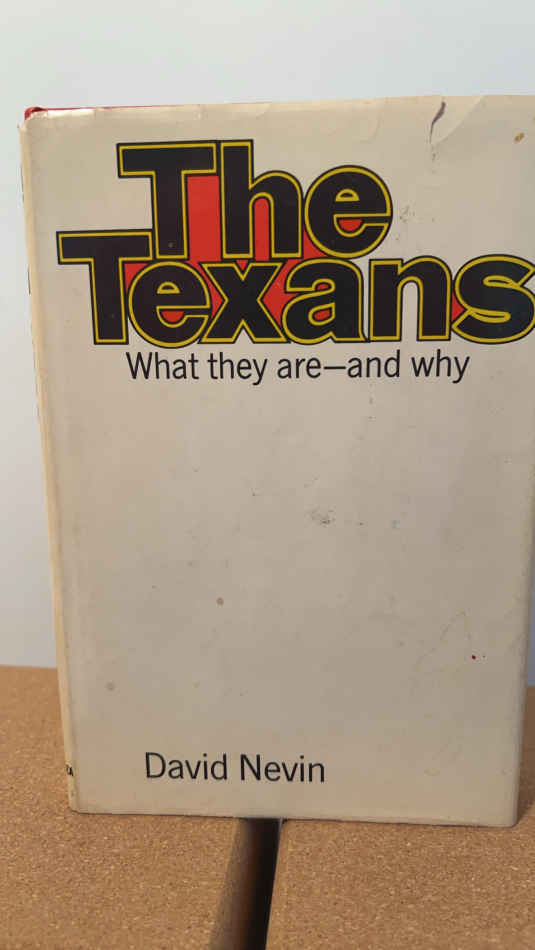 The
Texans
What they are—and why
David Nevin